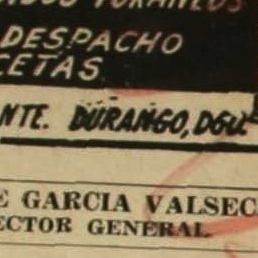 DESPACHO
CETAS
NTE. DURANGO, DGO.
E GARCIA VALSEC
ECTOR GENERAL